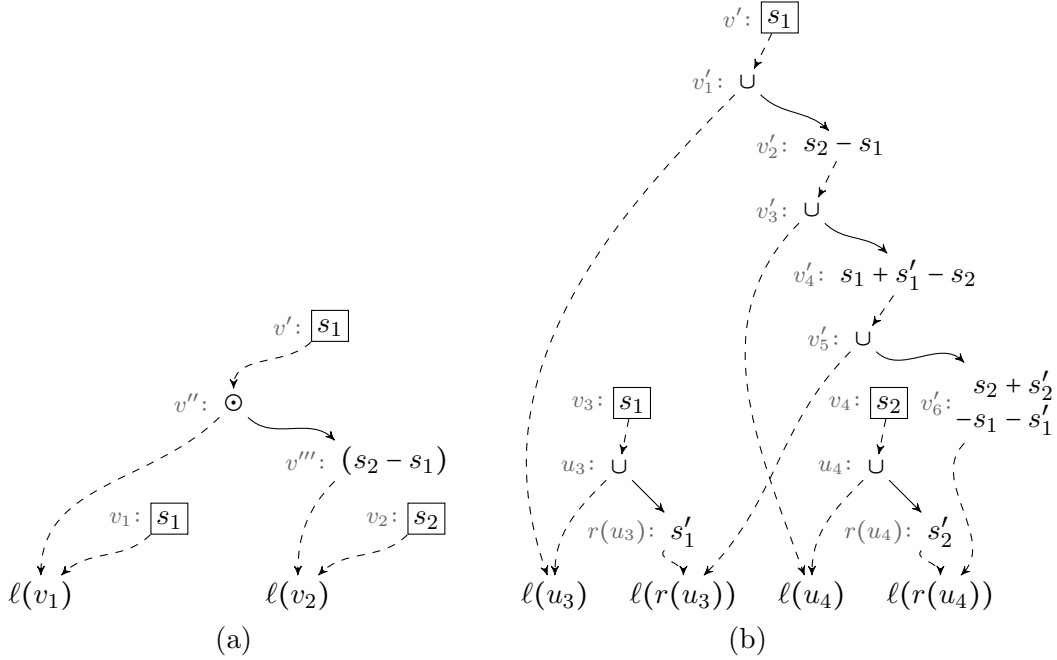 v′: s₁
v″: ⊙
v‴: (s₂ − s₁)
v₁: s₁
v₂: s₂
ℓ(v₁)
ℓ(v₂)
(a)
v′: s₁
v′₁: ∪
v′₂: s₂ − s₁
v′₃: ∪
v′₄: s₁ + s′₁ − s₂
v′₅: ∪
v′₆: s₂ + s′₂
−s₁ − s′₁
v₃: s₁
v₄: s₂
u₃: ∪
u₄: ∪
r(u₃): s′₁
r(u₄): s′₂
ℓ(u₃)
ℓ(r(u₃))
ℓ(u₄)
ℓ(r(u₄))
(b)